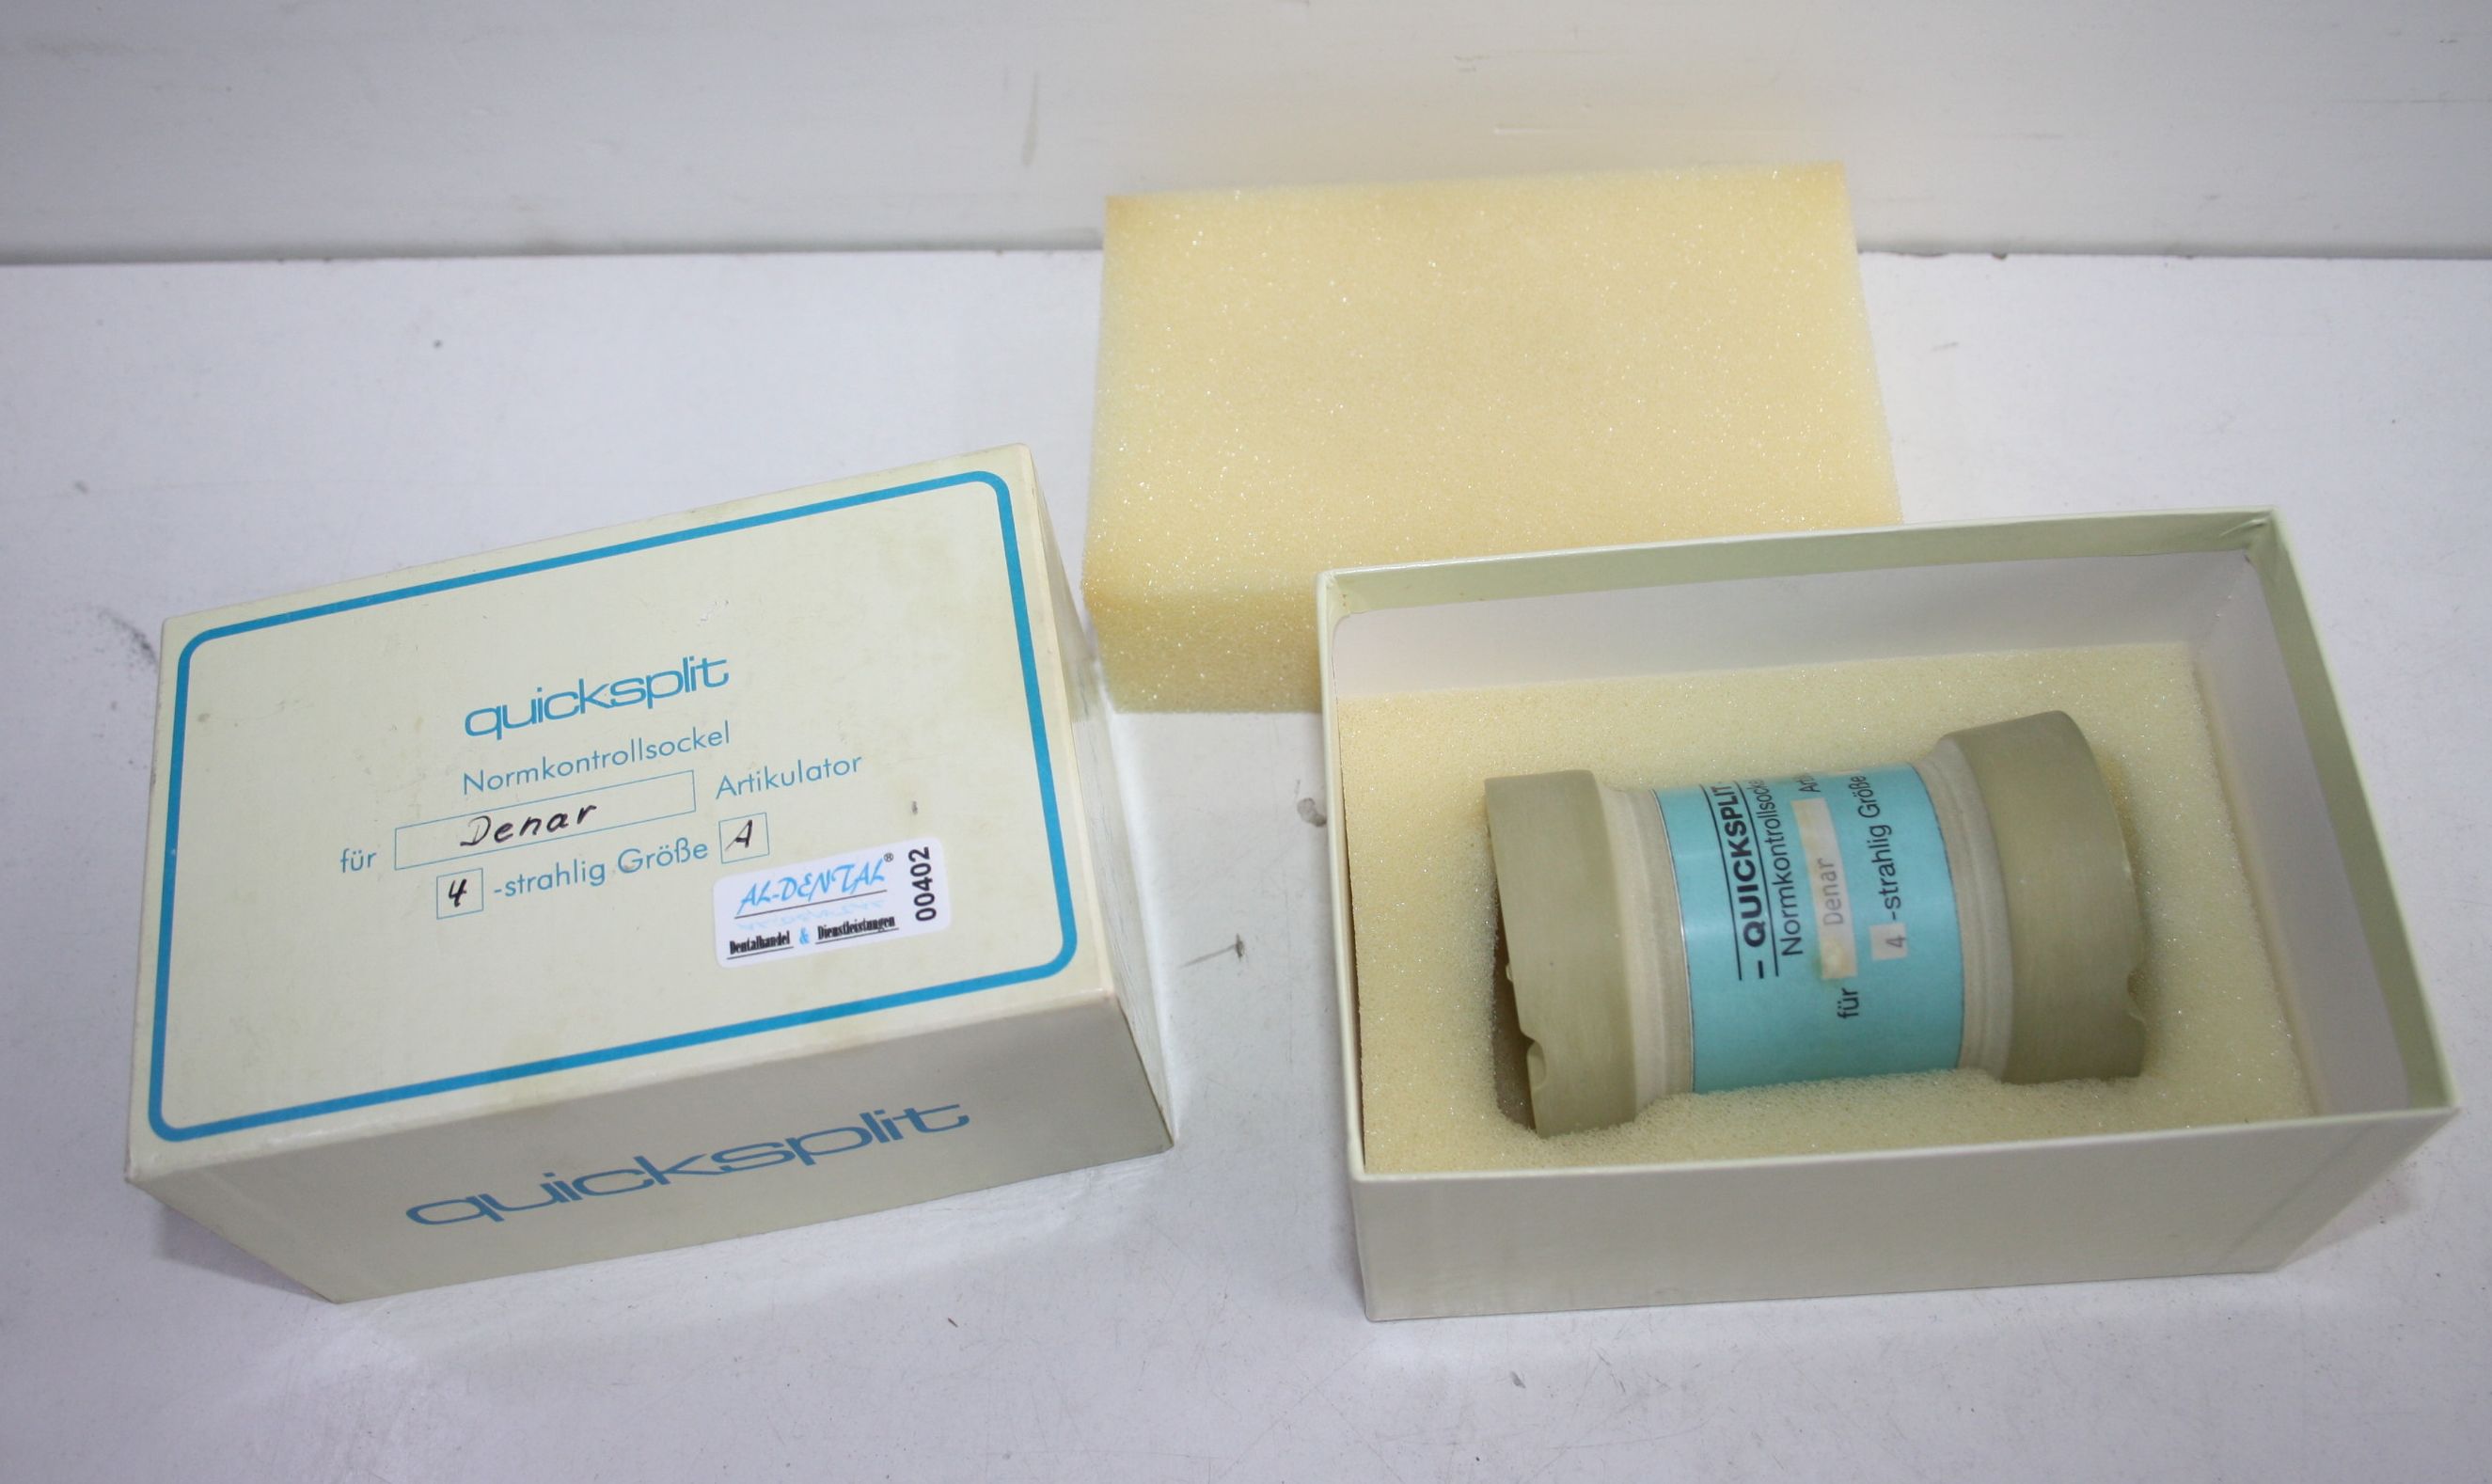 quicksplit
Normkontrollsockel
für Denar Artikulator
4 -strahlig Größe A
AL-DENTAL®
Dentalhandel & Dienstleistungen
00402
quicksplit
– QUICKSPLIT
Normkontrollsockel
für Denar
4 -strahlig Größe